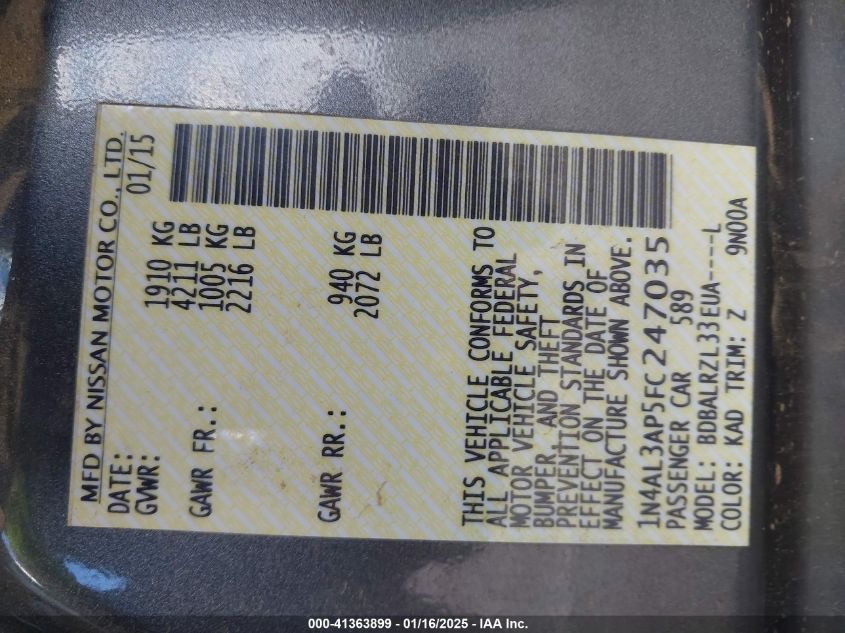 MFD BY NISSAN MOTOR CO., LTD.
DATE: 01/15
GVWR: 1910 KG
4211 LB
GAWR FR.: 1005 KG
2216 LB
GAWR RR.: 940 KG
2072 LB
THIS VEHICLE CONFORMS TO
ALL APPLICABLE FEDERAL
MOTOR VEHICLE SAFETY,
BUMPER, AND THEFT
PREVENTION STANDARDS IN
EFFECT ON THE DATE OF
MANUFACTURE SHOWN ABOVE.
1N4AL3AP5FC247035
PASSENGER CAR 589
MODEL: BDBALRZL33EUA----L
COLOR: KAD TRIM: Z 9N00A
000-41363899 - 01/16/2025 - IAA Inc.